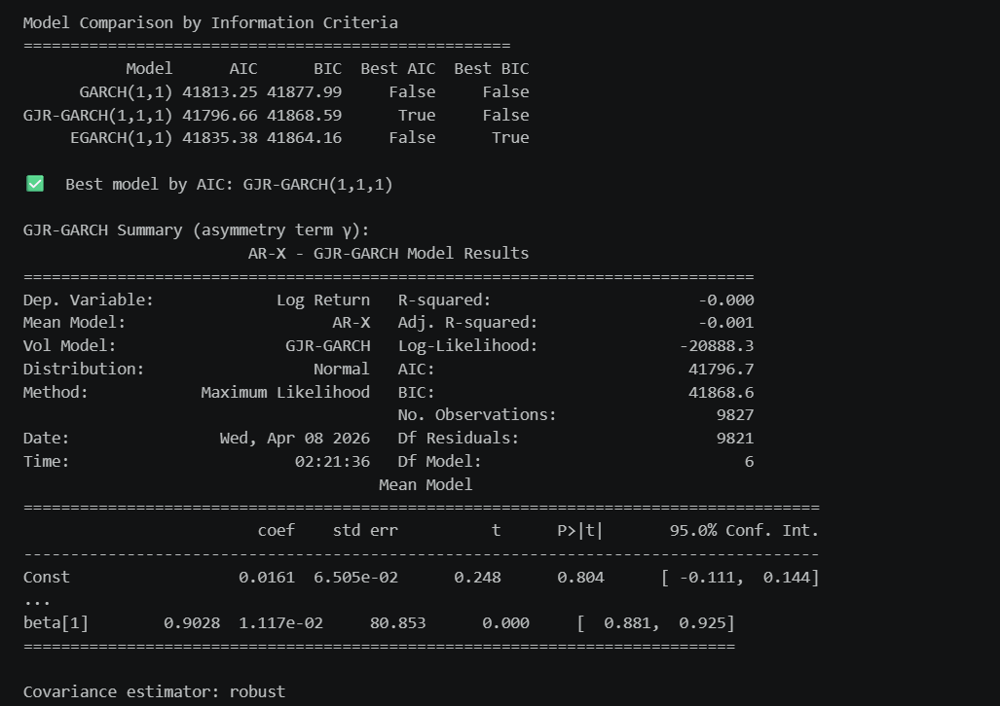 Model Comparison by Information Criteria
====================================================
Model AIC BIC Best AIC Best BIC
GARCH(1,1) 41813.25 41877.99 False False
GJR-GARCH(1,1,1) 41796.66 41868.59 True False
EGARCH(1,1) 41835.38 41864.16 False True
✅ Best model by AIC: GJR-GARCH(1,1,1)
GJR-GARCH Summary (asymmetry term γ):
AR-X - GJR-GARCH Model Results
==============================================================================
Dep. Variable: Log Return R-squared: -0.000
Mean Model: AR-X Adj. R-squared: -0.001
Vol Model: GJR-GARCH Log-Likelihood: -20888.3
Distribution: Normal AIC: 41796.7
Method: Maximum Likelihood BIC: 41868.6
No. Observations: 9827
Date: Wed, Apr 08 2026 Df Residuals: 9821
Time: 02:21:36 Df Model: 6
Mean Model
=====================================================================================
coef std err t P>|t| 95.0% Conf. Int.
-------------------------------------------------------------------------------------
Const 0.0161 6.505e-02 0.248 0.804 [ -0.111, 0.144]
...
beta[1] 0.9028 1.117e-02 80.853 0.000 [ 0.881, 0.925]
============================================================================
Covariance estimator: robust